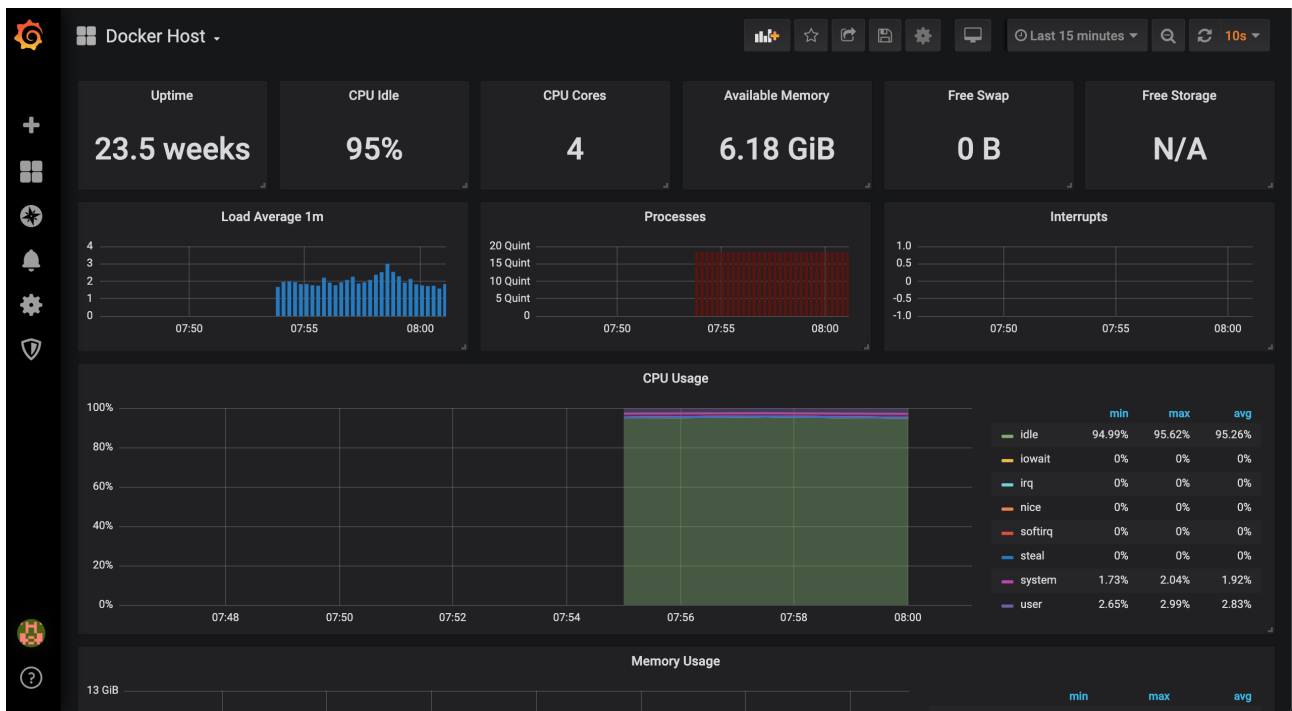 Docker Host
Last 15 minutes
10s
Uptime
23.5 weeks
CPU Idle
95%
CPU Cores
4
Available Memory
6.18 GiB
Free Swap
0 B
Free Storage
N/A
Load Average 1m
4
3
2
1
0
07:50 07:55 08:00
Processes
20 Quint
15 Quint
10 Quint
5 Quint
0
07:50 07:55 08:00
Interrupts
1.0
0.5
0
-0.5
-1.0
07:50 07:55 08:00
CPU Usage
100%
80%
60%
40%
20%
0%
07:48 07:50 07:52 07:54 07:56 07:58 08:00
min max avg
idle 94.99% 95.62% 95.26%
iowait 0% 0% 0%
irq 0% 0% 0%
nice 0% 0% 0%
softirq 0% 0% 0%
steal 0% 0% 0%
system 1.73% 2.04% 1.92%
user 2.65% 2.99% 2.83%
Memory Usage
13 GiB
min max avg